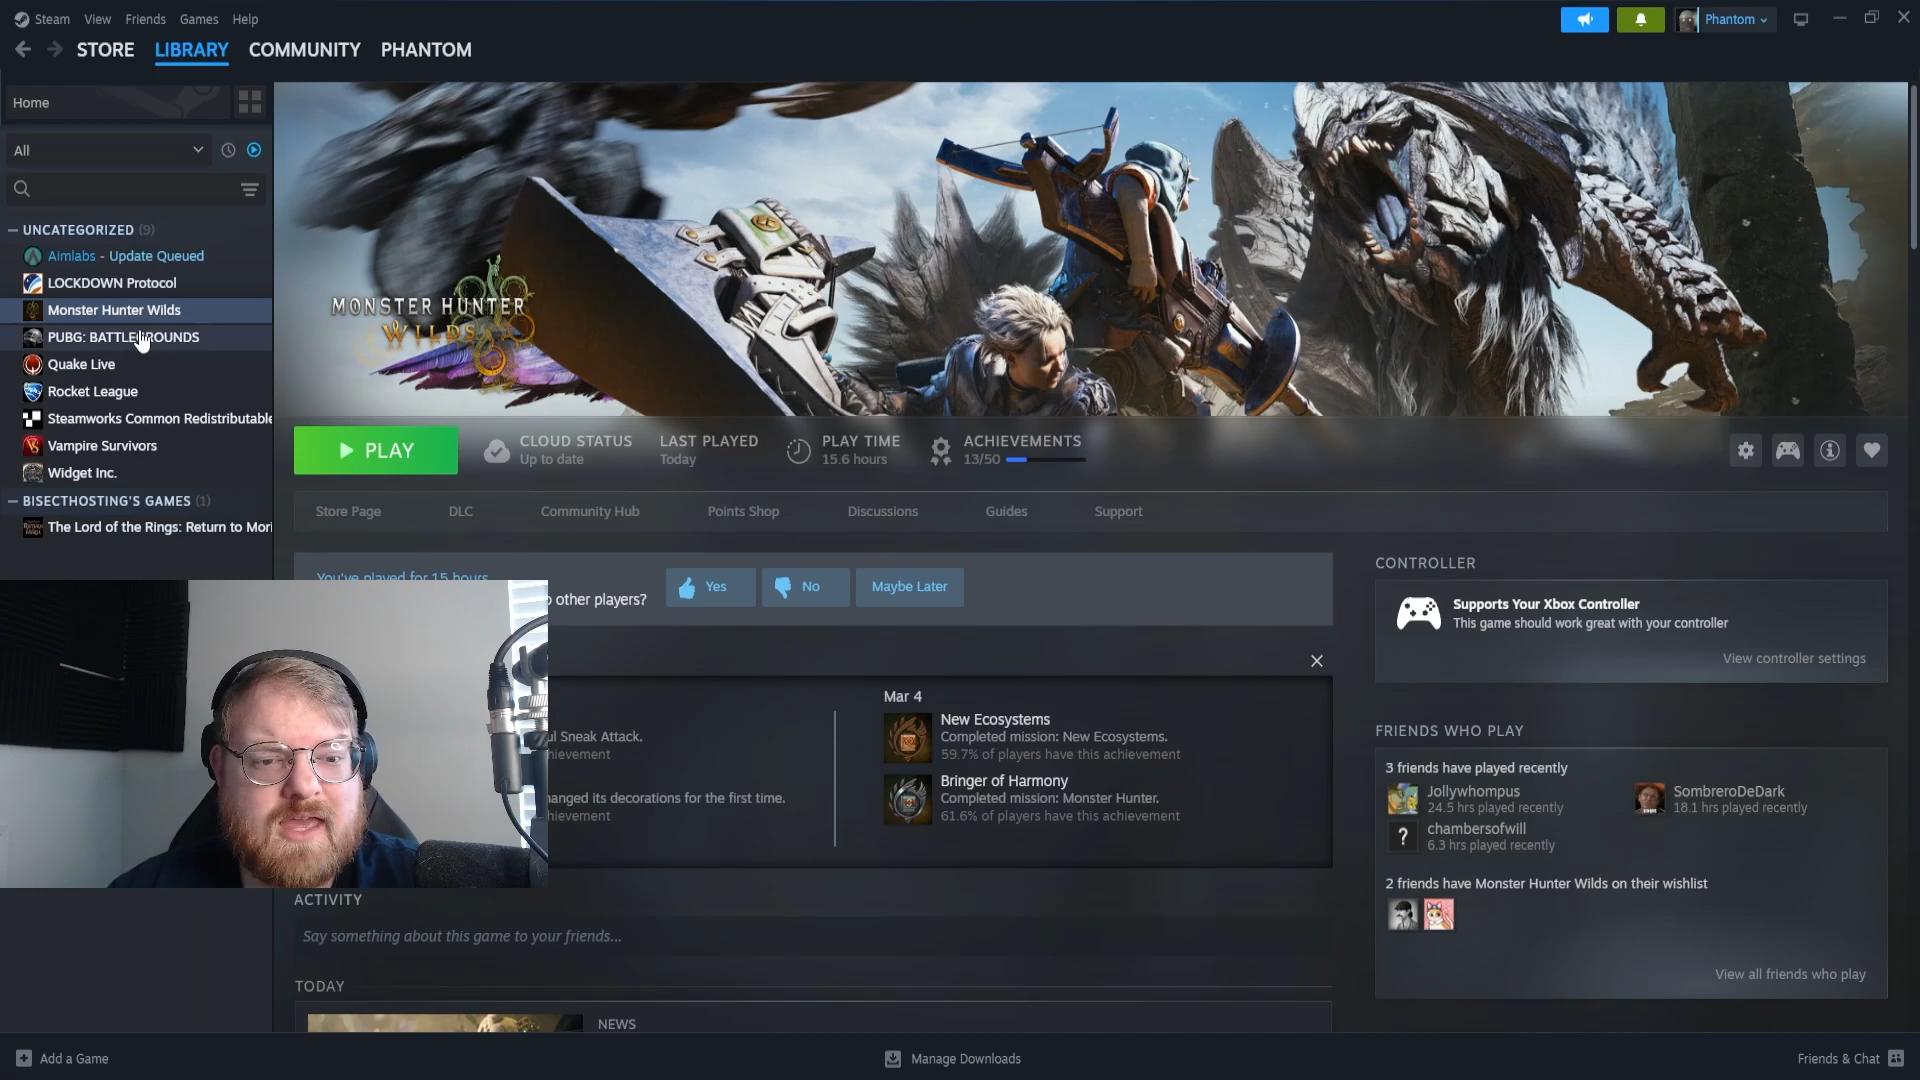 Steam View Friends Games Help
Phantom
STORE LIBRARY COMMUNITY PHANTOM
Home
All
UNCATEGORIZED (9)
Aimlabs - Update Queued
LOCKDOWN Protocol
Monster Hunter Wilds
PUBG: BATTLEGROUNDS
Quake Live
Rocket League
Steamworks Common Redistributable
Vampire Survivors
Widget Inc.
BISECTHOSTING'S GAMES (1)
The Lord of the Rings: Return to Mori
MONSTER HUNTER
WILDS
PLAY
CLOUD STATUS
Up to date
LAST PLAYED
Today
PLAY TIME
15.6 hours
ACHIEVEMENTS
13/50
Store Page DLC Community Hub Points Shop Discussions Guides Support
You've played for 15 hours
other players?
Yes No Maybe Later
ul Sneak Attack.
hievement
hanged its decorations for the first time.
hievement
Mar 4
New Ecosystems
Completed mission: New Ecosystems.
59.7% of players have this achievement
Bringer of Harmony
Completed mission: Monster Hunter.
61.6% of players have this achievement
ACTIVITY
Say something about this game to your friends...
TODAY
NEWS
CONTROLLER
Supports Your Xbox Controller
This game should work great with your controller
View controller settings
FRIENDS WHO PLAY
3 friends have played recently
Jollywhompus
24.5 hrs played recently
SombreroDeDark
18.1 hrs played recently
?
chambersofwill
6.3 hrs played recently
2 friends have Monster Hunter Wilds on their wishlist
View all friends who play
Add a Game
Manage Downloads
Friends & Chat